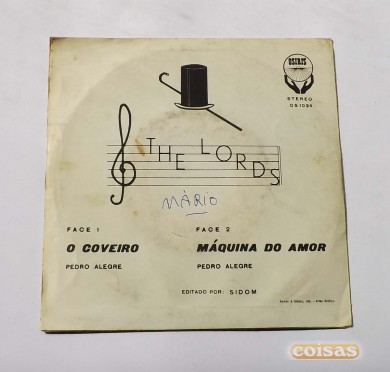 OSIRIS
STEREO
THE LORDS
MÁRIO
FACE 1
O COVEIRO
PEDRO ALEGRE
FACE 2
MÁQUINA DO AMOR
PEDRO ALEGRE
EDITADO POR: SIDOM
coisas